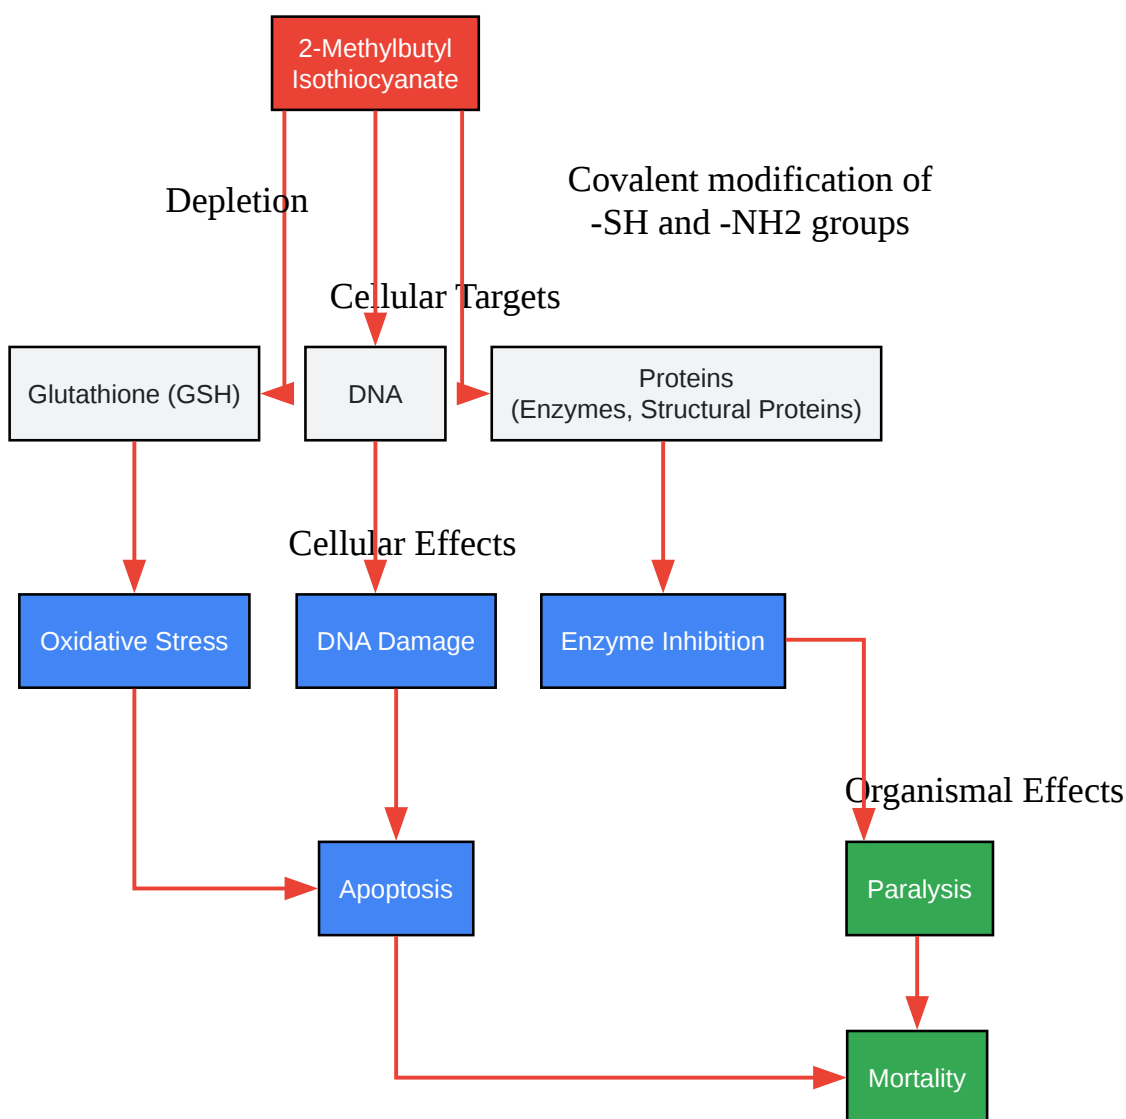 2-Methylbutyl
Isothiocyanate
Depletion
Covalent modification of
-SH and -NH2 groups
Cellular Targets
Glutathione (GSH)
DNA
Proteins
(Enzymes, Structural Proteins)
Cellular Effects
Oxidative Stress
DNA Damage
Enzyme Inhibition
Organismal Effects
Apoptosis
Paralysis
Mortality